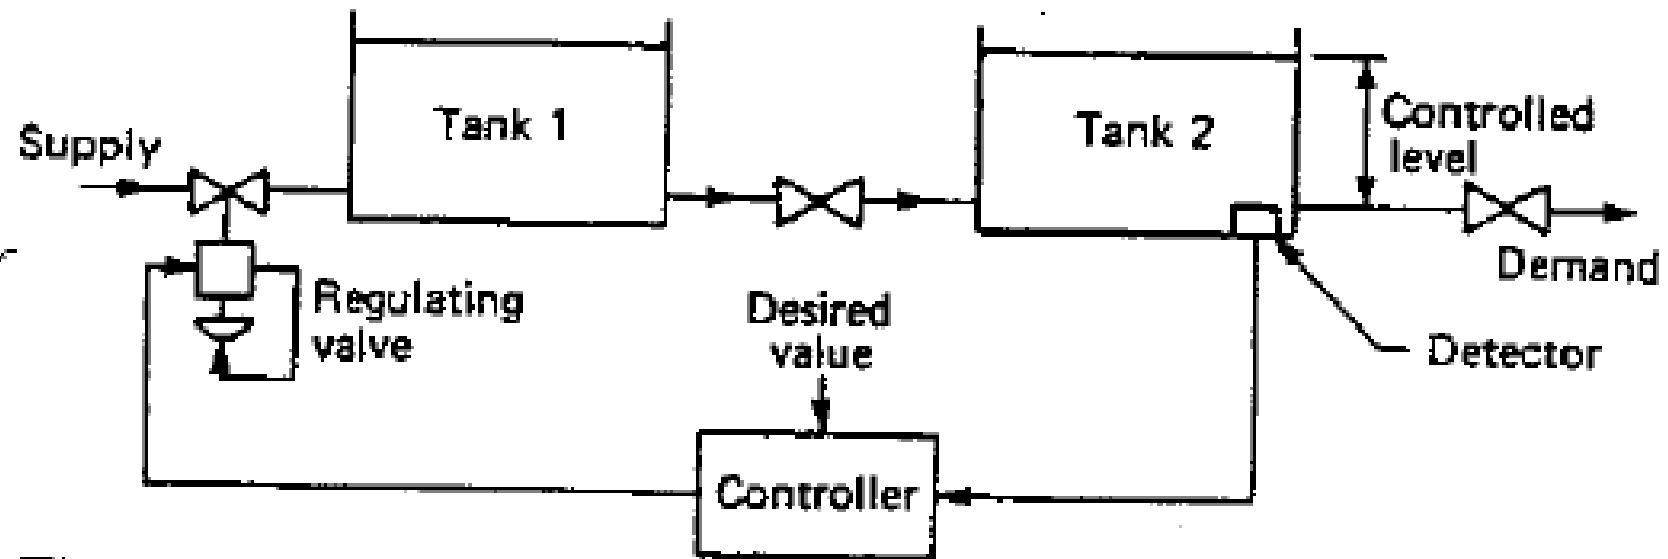 Tank 1
Tank 2
Supply
Controlled
level
Demand
Regulating
valve
Desired
value
Detector
Controller